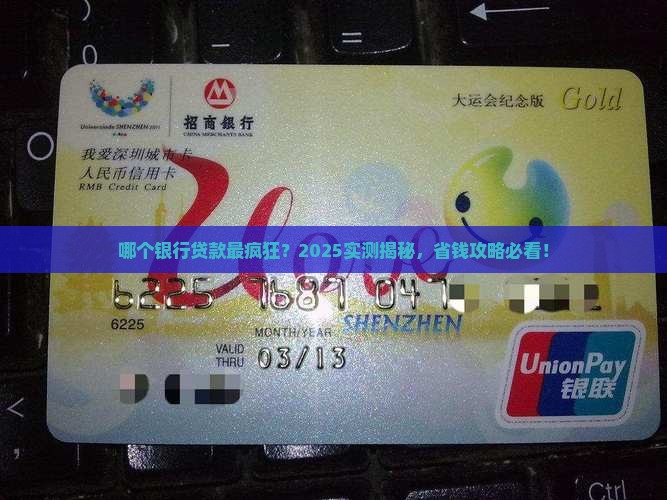 Universiade SHENZHEN 2011
招商银行
CHINA MERCHANTS BANK
大运会纪念版 Gold
我爱深圳城市卡
人民币信用卡
RMB Credit Card
U love
哪个银行贷款最疯狂？2025实测揭秘，省钱攻略必看！
6225 7687 047
6225
MONTH/YEAR
SHENZHEN
VALID
THRU
03/13
UnionPay
银联
Ctrl